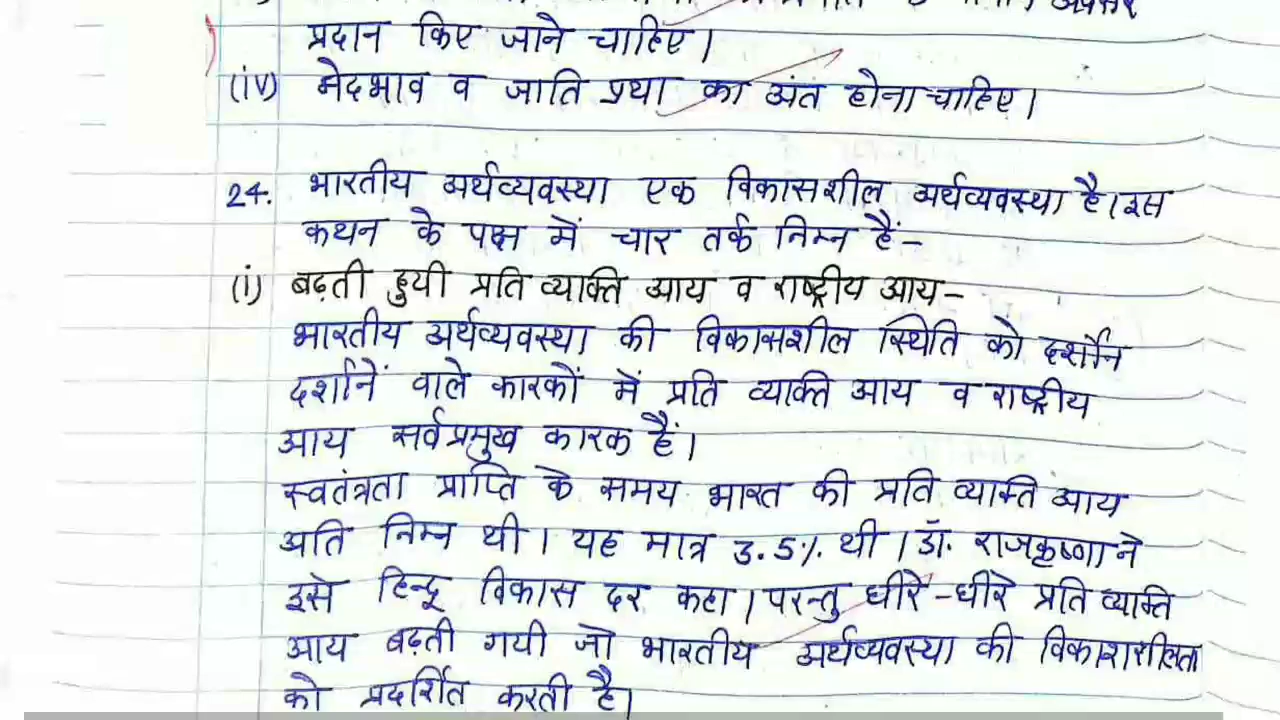 अवसर
प्रदान किए जाने चाहिए।
(iv) भेदभाव व जाति प्रथा का अंत होना चाहिए।
24. भारतीय अर्थव्यवस्था एक विकासशील अर्थव्यवस्था है। इस
कथन के पक्ष में चार तर्क निम्न हैं:-
(i) बढ़ती हुयी प्रति व्यक्ति आय व राष्ट्रीय आय-
भारतीय अर्थव्यवस्था की विकासशील स्थिति को दर्शाने
दर्शाने वाले कारकों में प्रति व्यक्ति आय व राष्ट्रीय
आय सर्वप्रमुख कारक हैं।
स्वतंत्रता प्राप्ति के समय भारत की प्रति व्यक्ति आय
अति निम्न थी। यह मात्र 3.5% थी। डॉ. राजकृष्णा ने
इसे हिन्दू विकास दर कहा। परन्तु धीरे-धीरे प्रति व्यक्ति
आय बढ़ती गयी जो भारतीय अर्थव्यवस्था की विकाशशीलता
को प्रदर्शित करती है।